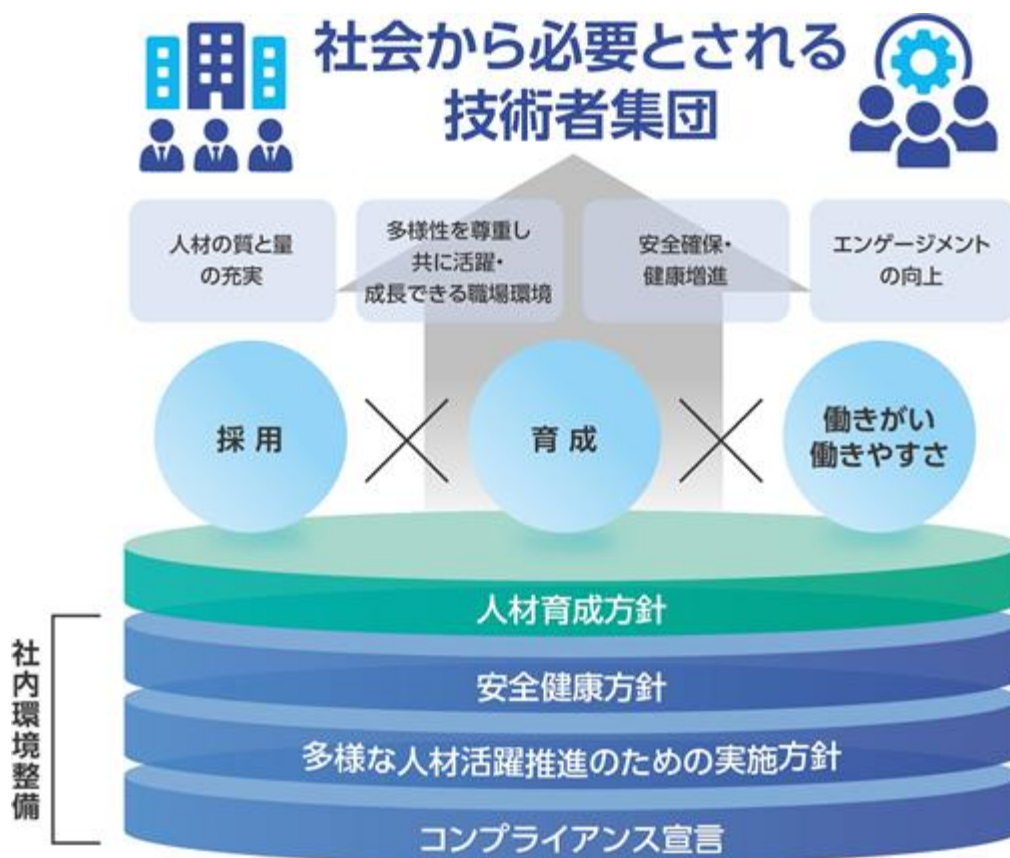 社会から必要とされる
技術者集団
人材の質と量
の充実
多様性を尊重し
共に活躍・
成長できる職場環境
安全確保・
健康増進
エンゲージメント
の向上
採用
育成
働きがい
働きやすさ
人材育成方針
社内環境整備
安全健康方針
多様な人材活躍推進のための実施方針
コンプライアンス宣言